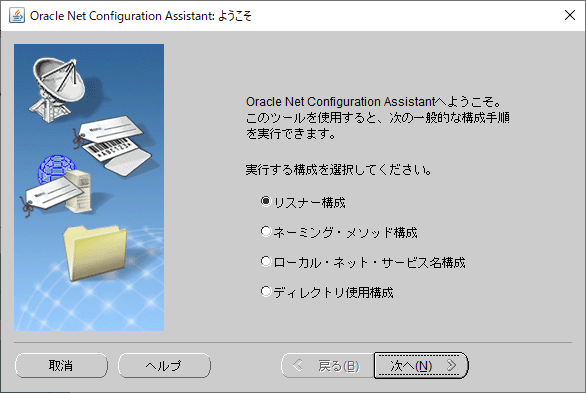 Oracle Net Configuration Assistant: ようこそ
Oracle Net Configuration Assistantへようこそ。
このツールを使用すると、次の一般的な構成手順
を実行できます。
実行する構成を選択してください。
リスナー構成
ネーミング・メソッド構成
ローカル・ネット・サービス名構成
ディレクトリ使用構成
取消
ヘルプ
戻る(B)
次へ(N)